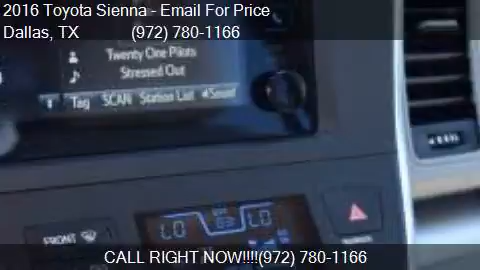 2016 Toyota Sienna - Email For Price
Dallas, TX (972) 780-1166
Twenty One Pilots
Stressed Out
Tag SCAN Station List
LO LO
FRONT
CALL RIGHT NOW!!!!(972) 780-1166